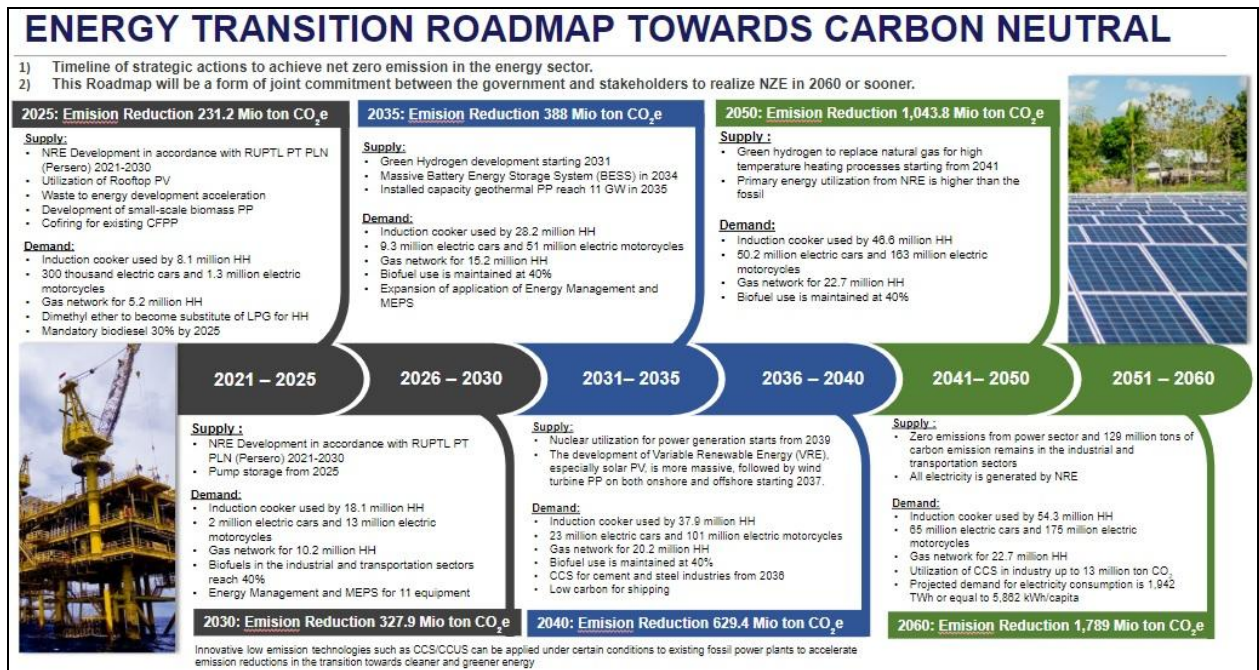 ENERGY TRANSITION ROADMAP TOWARDS CARBON NEUTRAL
1) Timeline of strategic actions to achieve net zero emission in the energy sector.
2) This Roadmap will be a form of joint commitment between the government and stakeholders to realize NZE in 2060 or sooner.
2025: Emision Reduction 231.2 Mio ton CO2e
Supply:
• NRE Development in accordance with RUPTL PT PLN
(Persero) 2021-2030
• Utilization of Rooftop PV
• Waste to energy development acceleration
• Development of small-scale biomass PP
• Cofiring for existing CFPP
Demand:
• Induction cooker used by 8.1 million HH
• 300 thousand electric cars and 1.3 million electric
motorcycles
• Gas network for 5.2 million HH
• Dimethyl ether to become substitute of LPG for HH
• Mandatory biodiesel 30% by 2025
2035: Emision Reduction 388 Mio ton CO2e
Supply:
• Green Hydrogen development starting 2031
• Massive Battery Energy Storage System (BESS) in 2034
• Installed capacity geothermal PP reach 11 GW in 2035
Demand:
• Induction cooker used by 28.2 million HH
• 9.3 million electric cars and 51 million electric motorcycles
• Gas network for 15.2 million HH
• Biofuel use is maintained at 40%
• Expansion of application of Energy Management and
MEPS
2050: Emision Reduction 1,043.8 Mio ton CO2e
Supply :
• Green hydrogen to replace natural gas for high
temperature heating processes starting from 2041
• Primary energy utilization from NRE is higher than the
fossil
Demand:
• Induction cooker used by 46.6 million HH
• 50.2 million electric cars and 163 million electric
motorcycles
• Gas network for 22.7 million HH
• Biofuel use is maintained at 40%
2021 – 2025
2026 – 2030
2031– 2035
2036 – 2040
2041– 2050
2051 – 2060
Supply :
• NRE Development in accordance with RUPTL PT
PLN (Persero) 2021-2030
• Pump storage from 2025
Demand:
• Induction cooker used by 18.1 million HH
• 2 million electric cars and 13 million electric
motorcycles
• Gas network for 10.2 million HH
• Biofuels in the industrial and transportation sectors
reach 40%
• Energy Management and MEPS for 11 equipment
2030: Emision Reduction 327.9 Mio ton CO2e
Supply:
• Nuclear utilization for power generation starts from 2039
• The development of Variable Renewable Energy (VRE),
especially solar PV, is more massive, followed by wind
turbine PP on both onshore and offshore starting 2037.
Demand:
• Induction cooker used by 37.9 million HH
• 23 million electric cars and 101 million electric motorcycles
• Gas network for 20.2 million HH
• Biofuel use is maintained at 40%
• CCS for cement and steel industries from 2036
• Low carbon for shipping
2040: Emision Reduction 629.4 Mio ton CO2e
Supply :
• Zero emissions from power sector and 129 million tons of
carbon emission remains in the industrial and
transportation sectors
• All electricity is generated by NRE
Demand:
• Induction cooker used by 54.3 million HH
• 65 million electric cars and 175 million electric
motorcycles
• Gas network for 22.7 million HH
• Utilization of CCS in industry up to 13 million ton CO2
• Projected demand for electricity consumption is 1,942
TWh or equal to 5,862 kWh/capita
2060: Emision Reduction 1,789 Mio ton CO2e
Innovative low emission technologies such as CCS/CCUS can be applied under certain conditions to existing fossil power plants to accelerate
emission reductions in the transition towards cleaner and greener energy